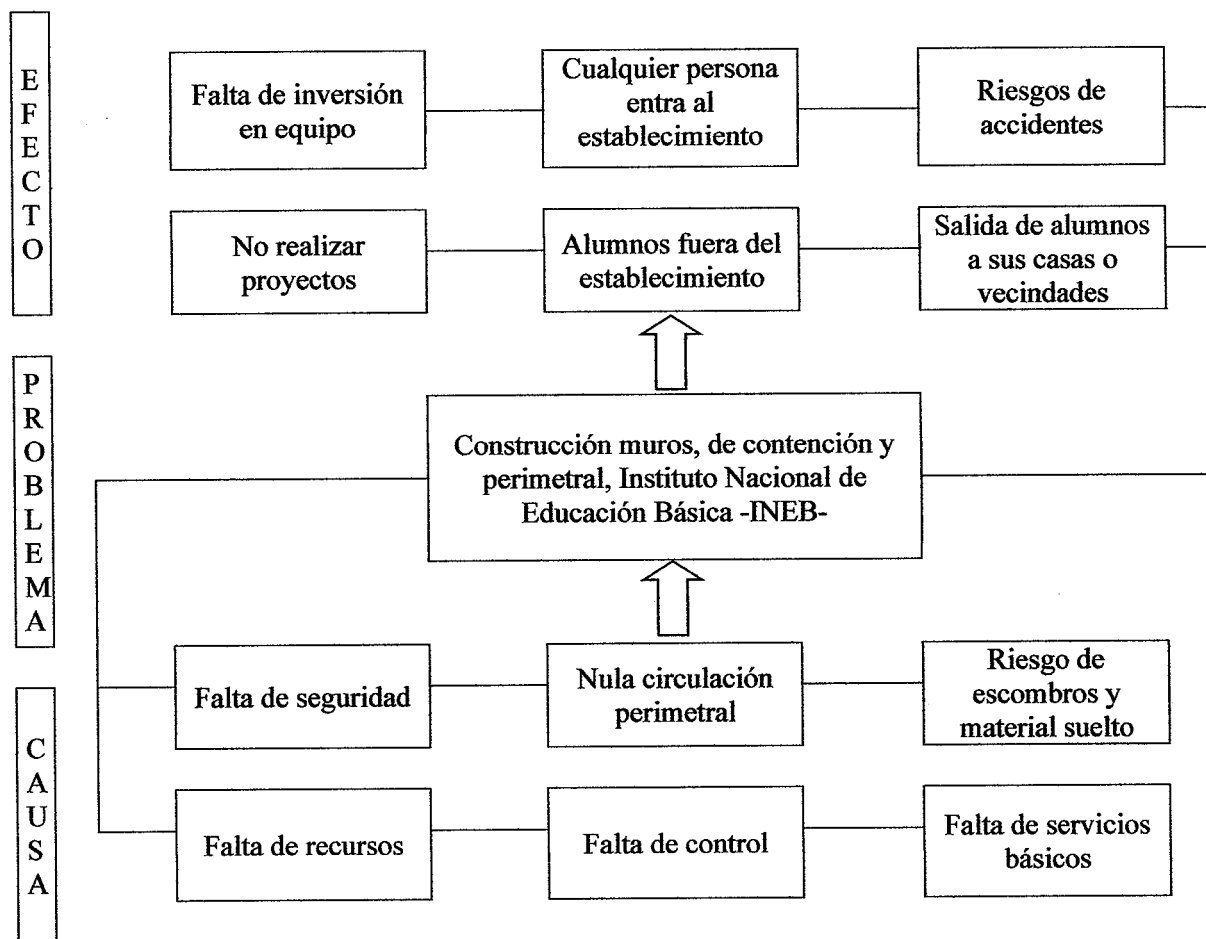 EFECTO
Falta de inversión
en equipo
Cualquier persona
entra al
establecimiento
Riesgos de
accidentes
No realizar
proyectos
Alumnos fuera del
establecimiento
Salida de alumnos
a sus casas o
vecindades
PROBLEMA
Construcción muros, de contención y
perimetral, Instituto Nacional de
Educación Básica -INEB-
CAUSA
Falta de seguridad
Nula circulación
perimetral
Riesgo de
escombros y
material suelto
Falta de recursos
Falta de control
Falta de servicios
básicos